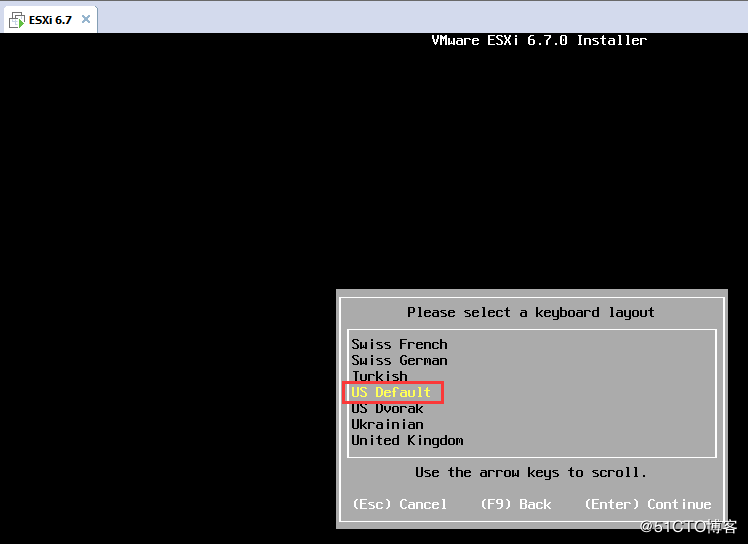 ESXi 6.7
VMware ESXi 6.7.0 Installer
Please select a keyboard layout
Swiss French
Swiss German
Turkish
US Default
US Dvorak
Ukrainian
United Kingdom
Use the arrow keys to scroll.
(Esc) Cancel (F9) Back (Enter) Continue
@51CTO博客